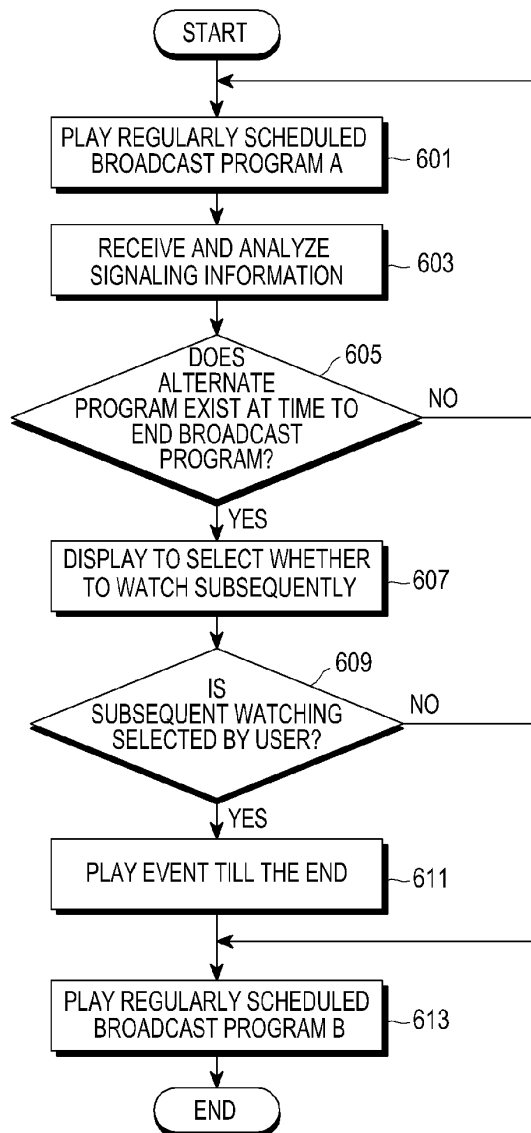 START
PLAY REGULARLY SCHEDULED
BROADCAST PROGRAM A
601
RECEIVE AND ANALYZE
SIGNALING INFORMATION
603
605
DOES
ALTERNATE
PROGRAM EXIST AT TIME TO
END BROADCAST
PROGRAM?
NO
YES
DISPLAY TO SELECT WHETHER
TO WATCH SUBSEQUENTLY
607
609
IS
SUBSEQUENT WATCHING
SELECTED BY USER?
NO
YES
PLAY EVENT TILL THE END
611
PLAY REGULARLY SCHEDULED
BROADCAST PROGRAM B
613
END